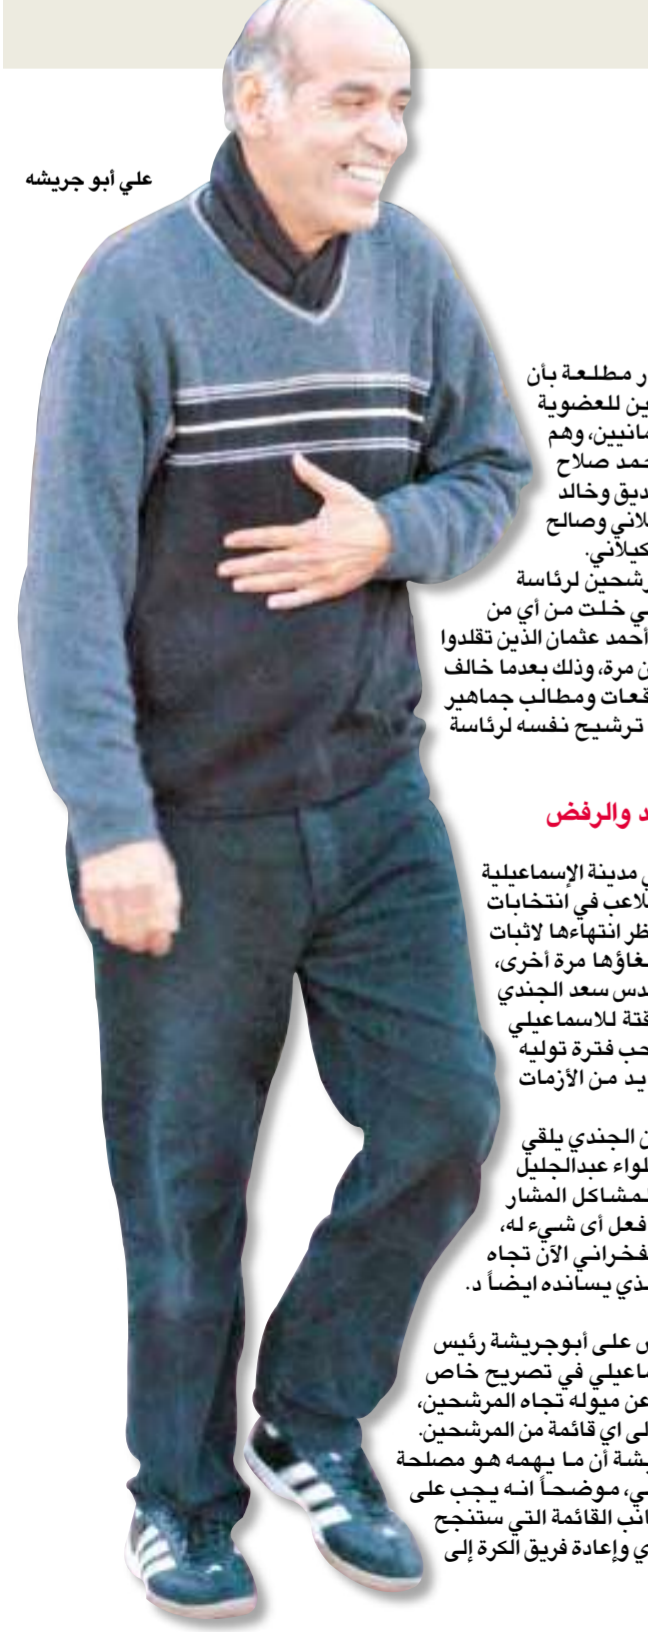 علي أبو جريشه
ر مطلعة بأن
ين للعضوية
مانيين، وهم
حمد صلاح
ديق وخالد
لاني وصالح
كيلاني.
رشحين لرئاسة
ي خلت من أي من
أحمد عثمان الذين تقلدوا
ن مرة، وذلك بعدما خالف
قعات ومطالب جماهير
ترشيح نفسه لرئاسة
د والرفض
ي مدينة الإسماعيلية
لاعب في انتخابات
ظر انتهاءها لاثبات
لغاؤها مرة أخرى،
دس سعد الجندي
قتة للاسماعيلي
حب فترة توليه
يد من الأزمات
ن الجندي يلقي
لواء عبدالجليل
لمشاكل المشار
فعل أى شيء له،
فخراني الآن تجاه
ذي يسانده ايضاً د.
س على أبوجريشة رئيس
ماعيلي في تصريح خاص
عن ميوله تجاه المرشحين،
لى اي قائمة من المرشحين.
يشة أن ما يهمه هو مصلحة
ي، موضحاً انه يجب على
انب القائمة التي ستنجح
ي وإعادة فريق الكرة إلى